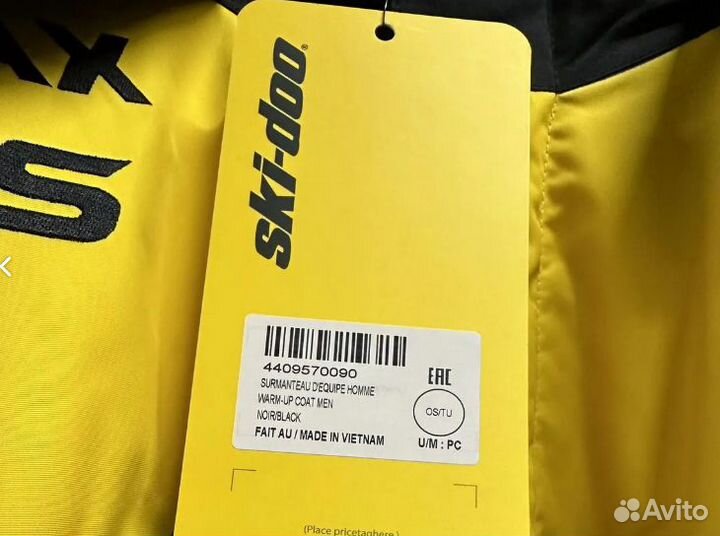 AX
S
ski-doo®
4409570090
EAC
SURMANTEAU D'EQUIPE HOMME
WARM-UP COAT MEN
NOIR/BLACK
OS/TU
FAIT AU / MADE IN VIETNAM
U/M : PC
(Place pricetag here.)
Avito